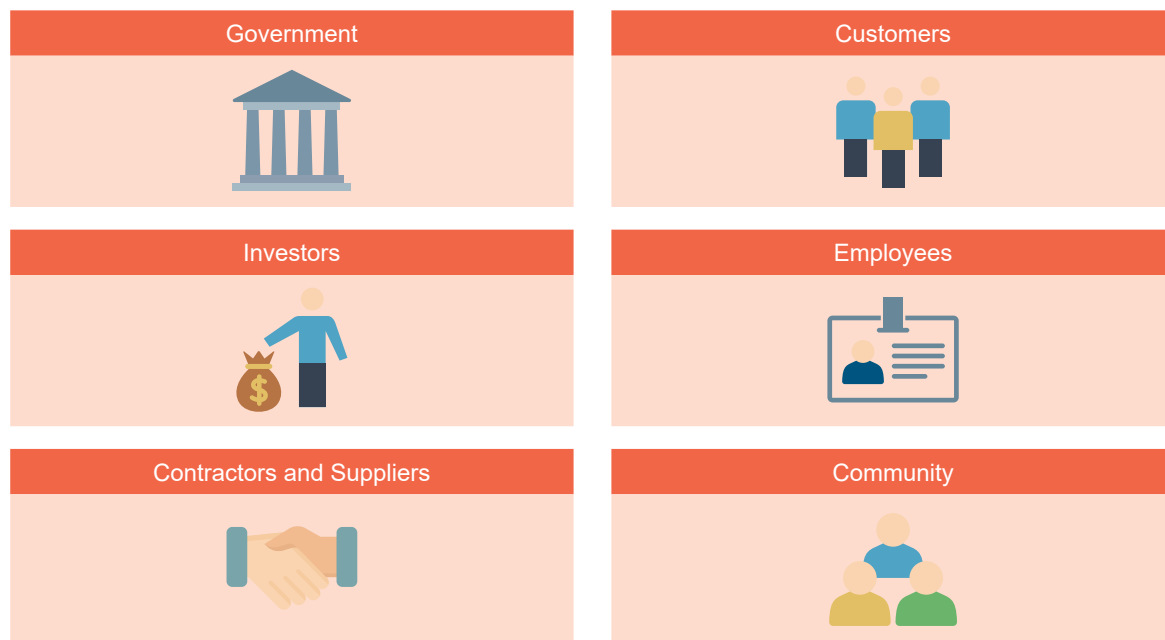 Government
Customers
Investors
Employees
$
Contractors and Suppliers
Community